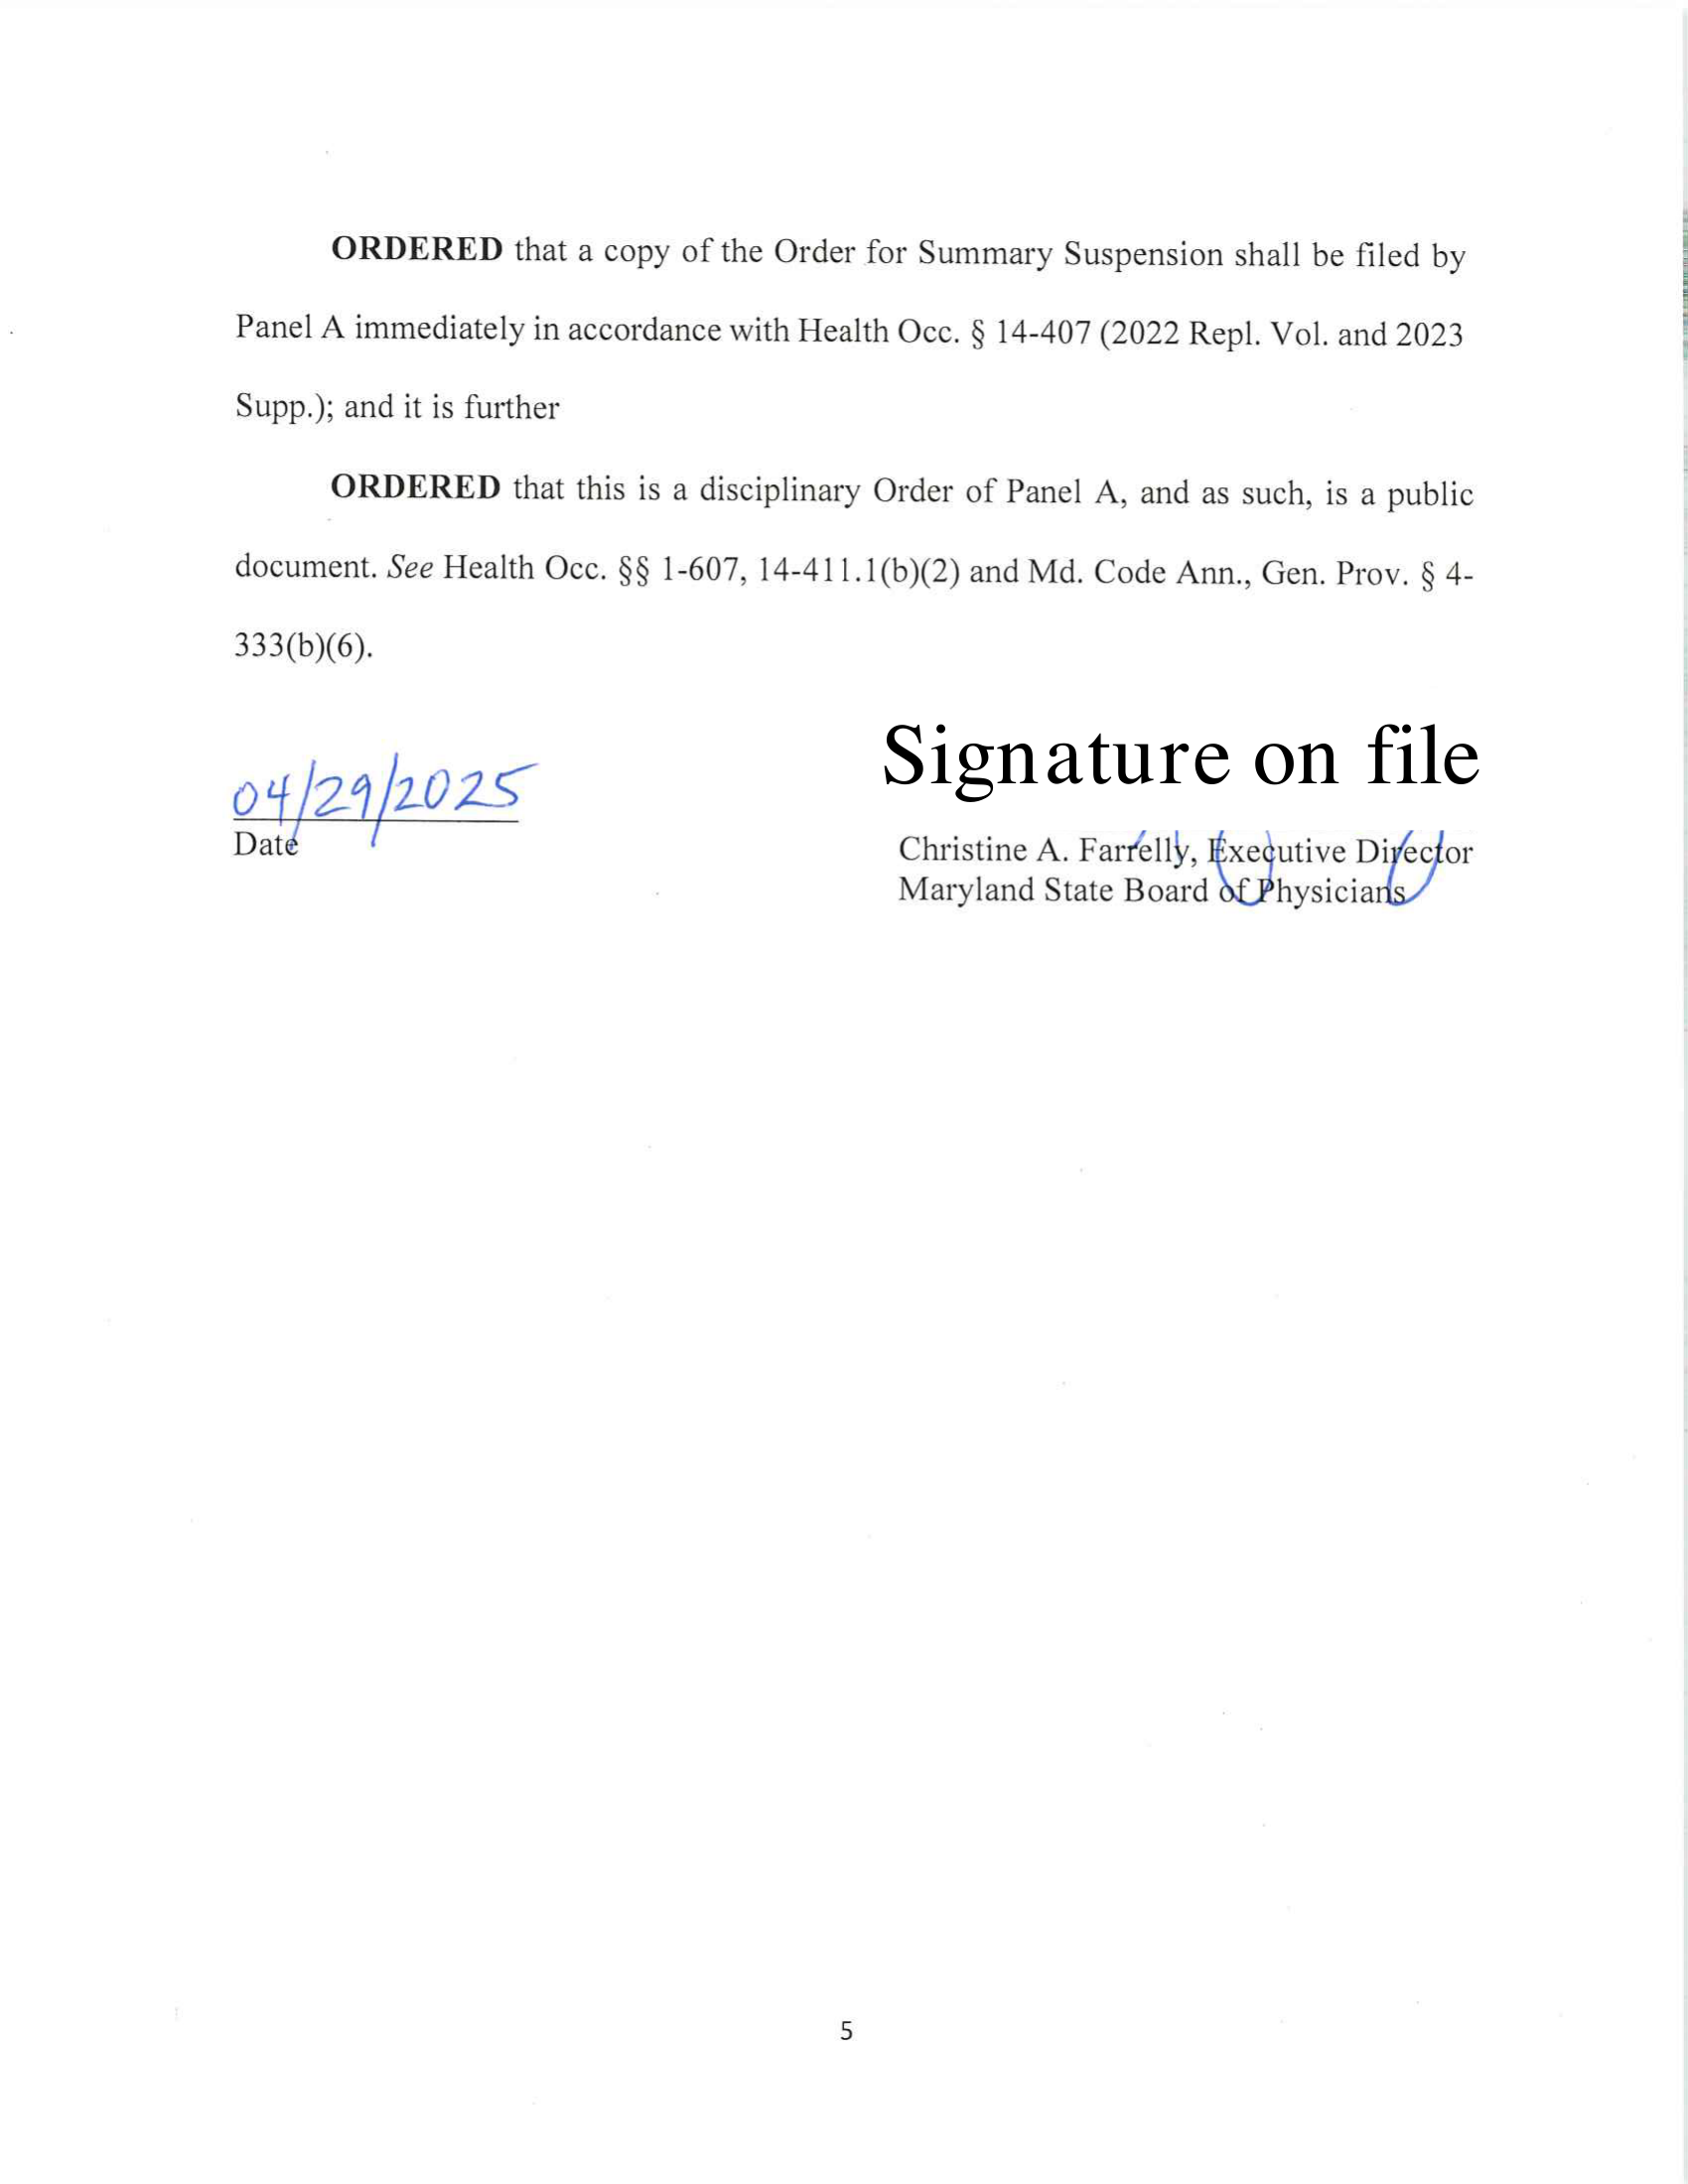 ORDERED that a copy of the Order for Summary Suspension shall be filed by
Panel A immediately in accordance with Health Occ. § 14-407 (2022 Repl. Vol. and 2023
Supp.); and it is further
ORDERED that this is a disciplinary Order of Panel A, and as such, is a public
document. See Health Occ. §§ 1-607, 14-411.1(b)(2) and Md. Code Ann., Gen. Prov. § 4-
333(b)(6).
Signature on file
04/29/2025
Date
Christine A. Farrelly, Executive Director
Maryland State Board of Physicians
5